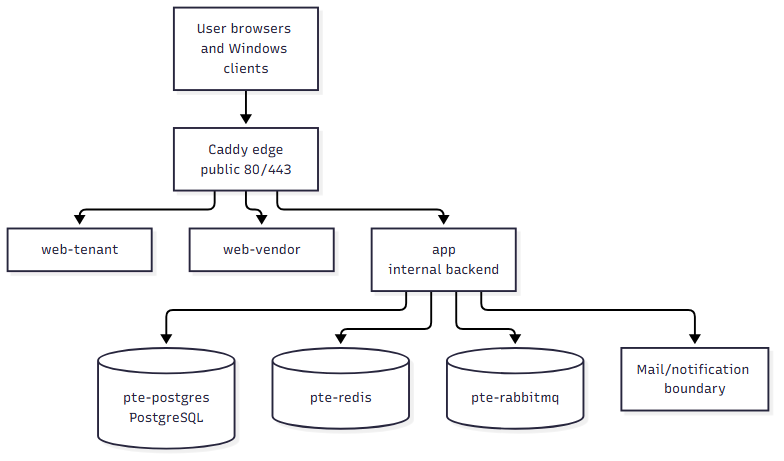 User browsers
and Windows
clients
Caddy edge
public 80/443
web-tenant
web-vendor
app
internal backend
pte-postgres
PostgreSQL
pte-redis
pte-rabbitmq
Mail/notification
boundary